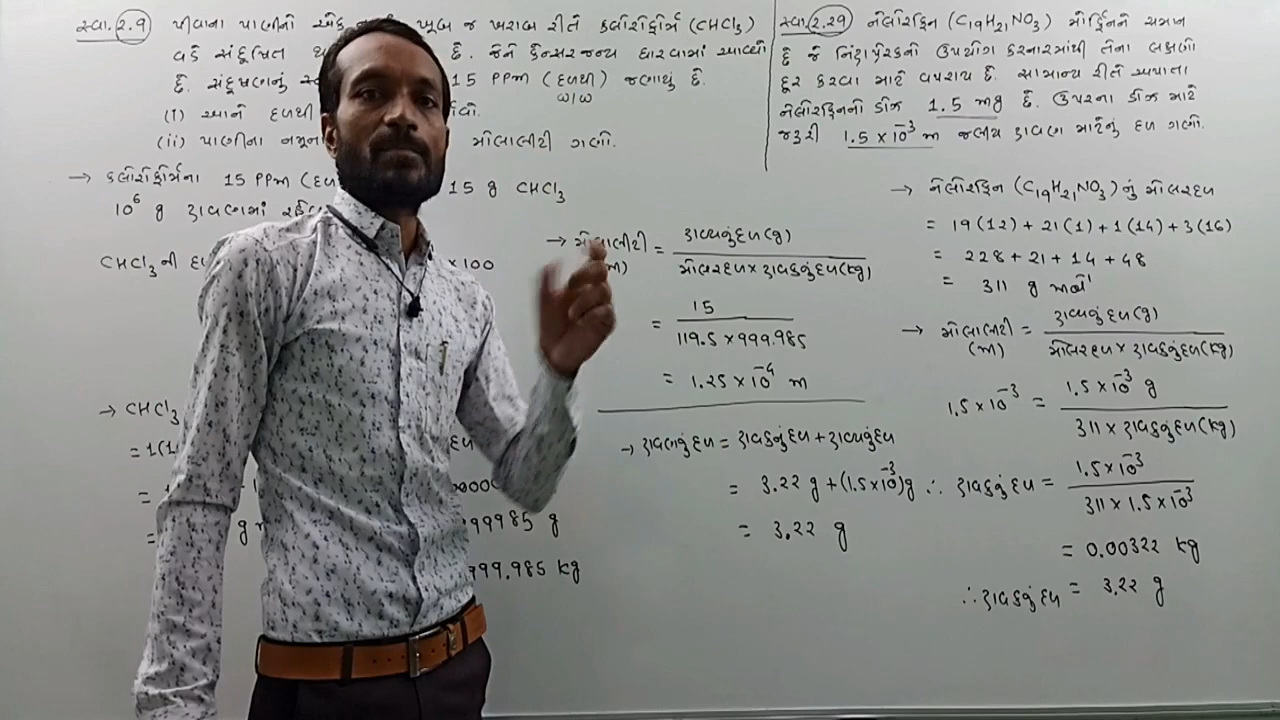 સ્વા. 2.9 પીવાના પાણીનો ખૂબ જ ખરાબ રીતે ક્લોરોફોર્મ (CHCl3)
વડે સંદૂષિત છે. જેને કેન્સરજન્ય ધારવામાં આવ્યો
છે. સંદૂષણનું 15 PPm (દળથી) જણાયું છે.
w/w
(i) આને દળથી
(ii) પાણીના નમૂના મોલાલીટી ગણો.
→ ક્લોરોફોર્મના 15 PPm (દળ 15 g CHCl3
10^6 g દ્રાવણમાં
CHCl3ની દળ ×100
→ CHCl3
= 1(1
99985 g
999.985 kg
→ (m) = દ્રાવ્યનું દળ(g) / મોલરદળ × દ્રાવકનું દળ(kg)
= 15 / 119.5 × 999.985
= 1.25 × 10^-4 m
→ દ્રાવણનું દળ = દ્રાવકનું દળ + દ્રાવ્યનું દળ
= 3.22 g + (1.5 × 10^-3) g
= 3.22 g
સ્વા. 2.29 નેલોરફિન (C19H21NO3) મોર્ફિનને સમાન
છે જે નિંદ્રાપ્રેરકનો ઉપયોગ કરનારમાંથી તેના લક્ષણો
દૂર કરવા માટે વપરાય છે. સામાન્ય રીતે અપાતા
નેલોરફિનનો ડોઝ 1.5 mg છે. ઉપરના ડોઝ માટે
જરૂરી 1.5 × 10^-3 m જલીય દ્રાવણ માટેનું દળ ગણો.
→ નેલોરફિન (C19H21NO3) નું મોલરદળ
= 19(12) + 21(1) + 1(14) + 3(16)
= 228 + 21 + 14 + 48
= 311 g mol^-1
→ મોલાલીટી (m) = દ્રાવ્યનું દળ(g) / મોલરદળ × દ્રાવકનું દળ(kg)
1.5 × 10^-3 = 1.5 × 10^-3 g / 311 × દ્રાવકનું દળ(kg)
∴ દ્રાવકનું દળ = 1.5 × 10^-3 / 311 × 1.5 × 10^-3
= 0.00322 kg
∴ દ્રાવકનું દળ = 3.22 g